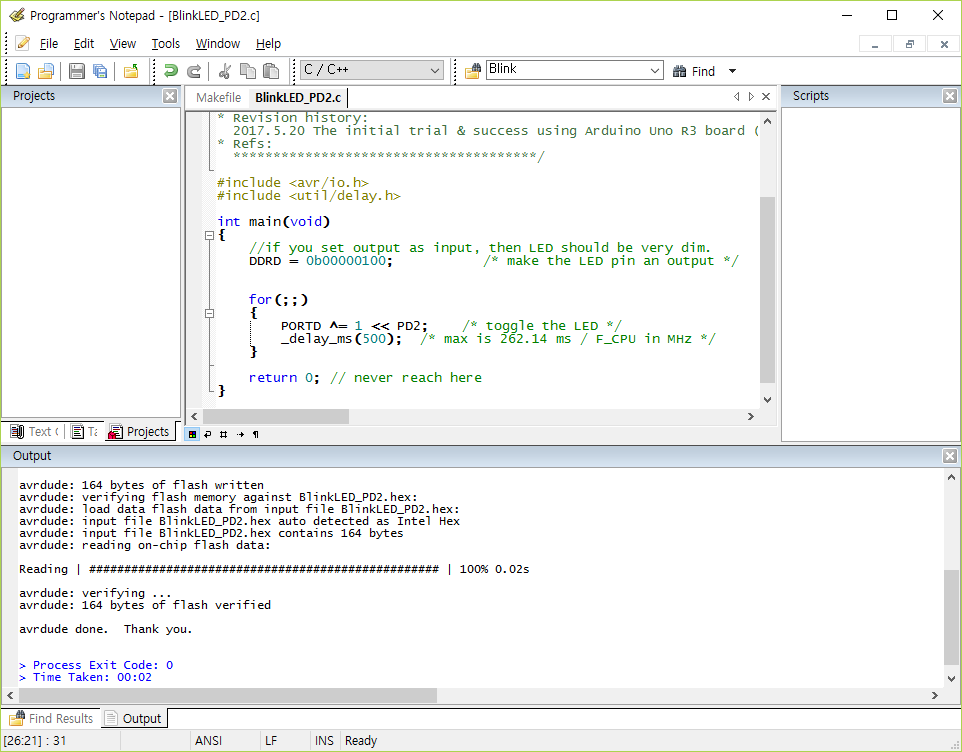 Programmer's Notepad - [BlinkLED_PD2.c]
File Edit View Tools Window Help
C / C++ Blink Find
Projects
Makefile BlinkLED_PD2.c
Scripts
* Revision history:
2017.5.20 The initial trial & success using Arduino Uno R3 board (
* Refs:
**************************************/
#include <avr/io.h>
#include <util/delay.h>
int main(void)
{
//if you set output as input, then LED should be very dim.
DDRD = 0b00000100; /* make the LED pin an output */
for(;;)
{
PORTD ^= 1 << PD2; /* toggle the LED */
_delay_ms(500); /* max is 262.14 ms / F_CPU in MHz */
}
return 0; // never reach here
}
Text Ta Projects
Output
avrdude: 164 bytes of flash written
avrdude: verifying flash memory against BlinkLED_PD2.hex:
avrdude: load data flash data from input file BlinkLED_PD2.hex:
avrdude: input file BlinkLED_PD2.hex auto detected as Intel Hex
avrdude: input file BlinkLED_PD2.hex contains 164 bytes
avrdude: reading on-chip flash data:
Reading | ################################################## | 100% 0.02s
avrdude: verifying ...
avrdude: 164 bytes of flash verified
avrdude done. Thank you.
> Process Exit Code: 0
> Time Taken: 00:02
Find Results Output
[26:21] : 31 ANSI LF INS Ready